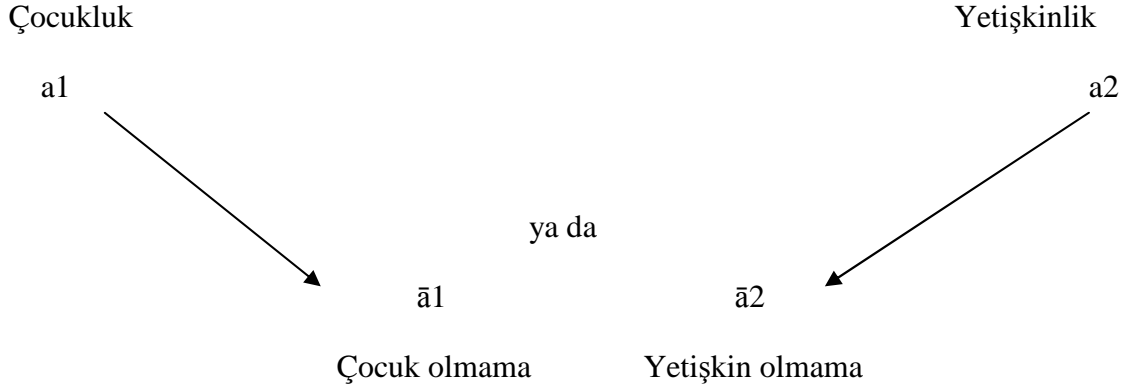 Çocukluk Yetişkinlik
a1 a2
ya da
ā1 ā2
Çocuk olmama Yetişkin olmama